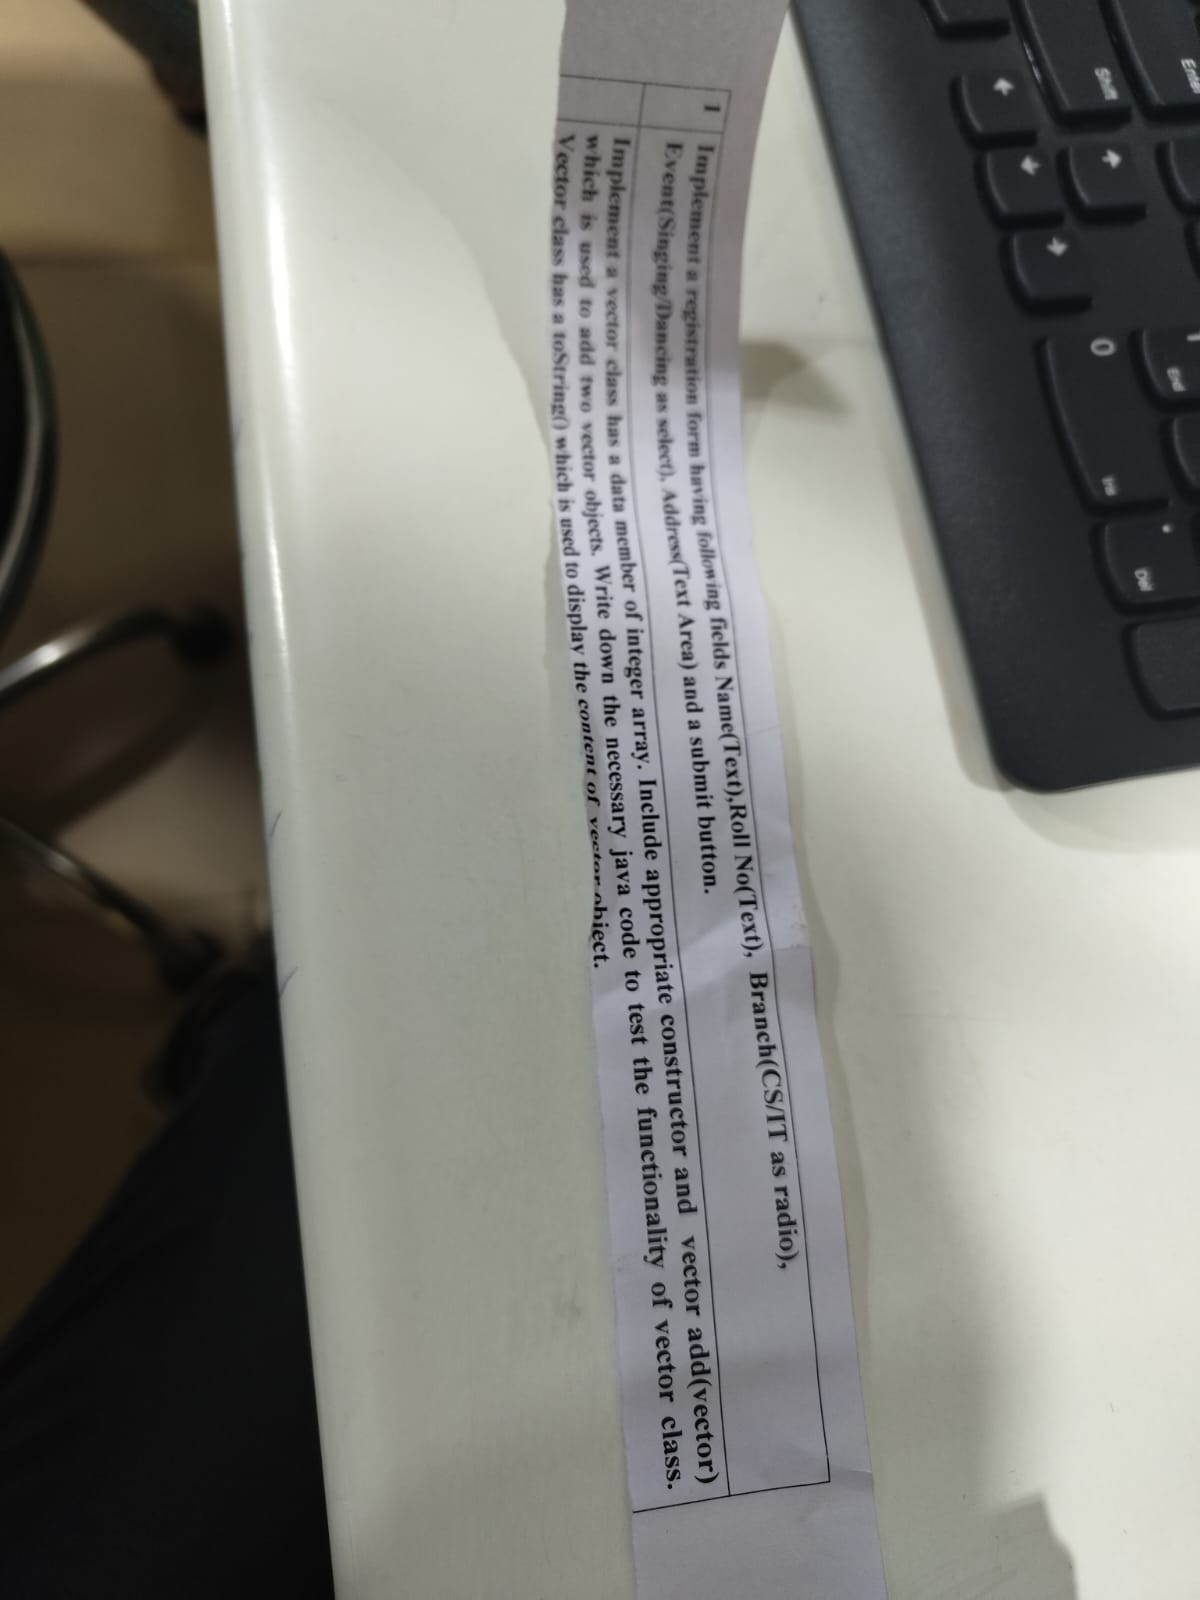 Enter
End
Del
Shift
0
Ins
1
Implement a registration form having following fields Name(Text),Roll No(Text), Branch(CS/IT as radio),
Event(Singing/Dancing as select), Address(Text Area) and a submit button.
Implement a vector class has a data member of integer array. Include appropriate constructor and vector add(vector)
which is used to add two vector objects. Write down the necessary java code to test the functionality of vector class.
Vector class has a toString() which is used to display the content of vector object.